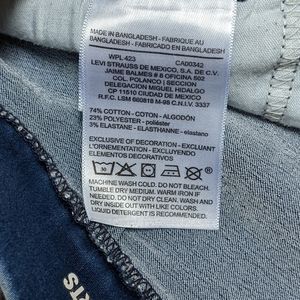 MADE IN BANGLADESH - FABRIQUE AU
BANGLADESH - FABRICADO EN BANGLADESH
WPL 423 CA00342
LEVI STRAUSS DE MEXICO, S.A. DE C.V.
JAIME BALMES # 8 OFICINA 602
COL. POLANCO / SECCION
DELEGACION MIGUEL HIDALGO
CP 11510 CIUDAD DE MEXICO
R.F.C. LSM 660818 M-98 C.N.I.V. 3337
74% COTTON - COTON - ALGODÓN
23% POLYESTER - poliéster
3% ELASTANE - ÉLASTHANNE - elastano
EXCLUSIVE OF DECORATION - EXCLUANT
L'ORNEMENTATION - EXCLUYENDO
ELEMENTOS DECORATIVOS
MACHINE WASH COLD. DO NOT BLEACH.
TUMBLE DRY MEDIUM. WARM IRON IF
NEEDED. DO NOT DRY CLEAN. WASH AND
DRY INSIDE OUT WITH LIKE COLORS.
LIQUID DETERGENT IS RECOMMENDED.